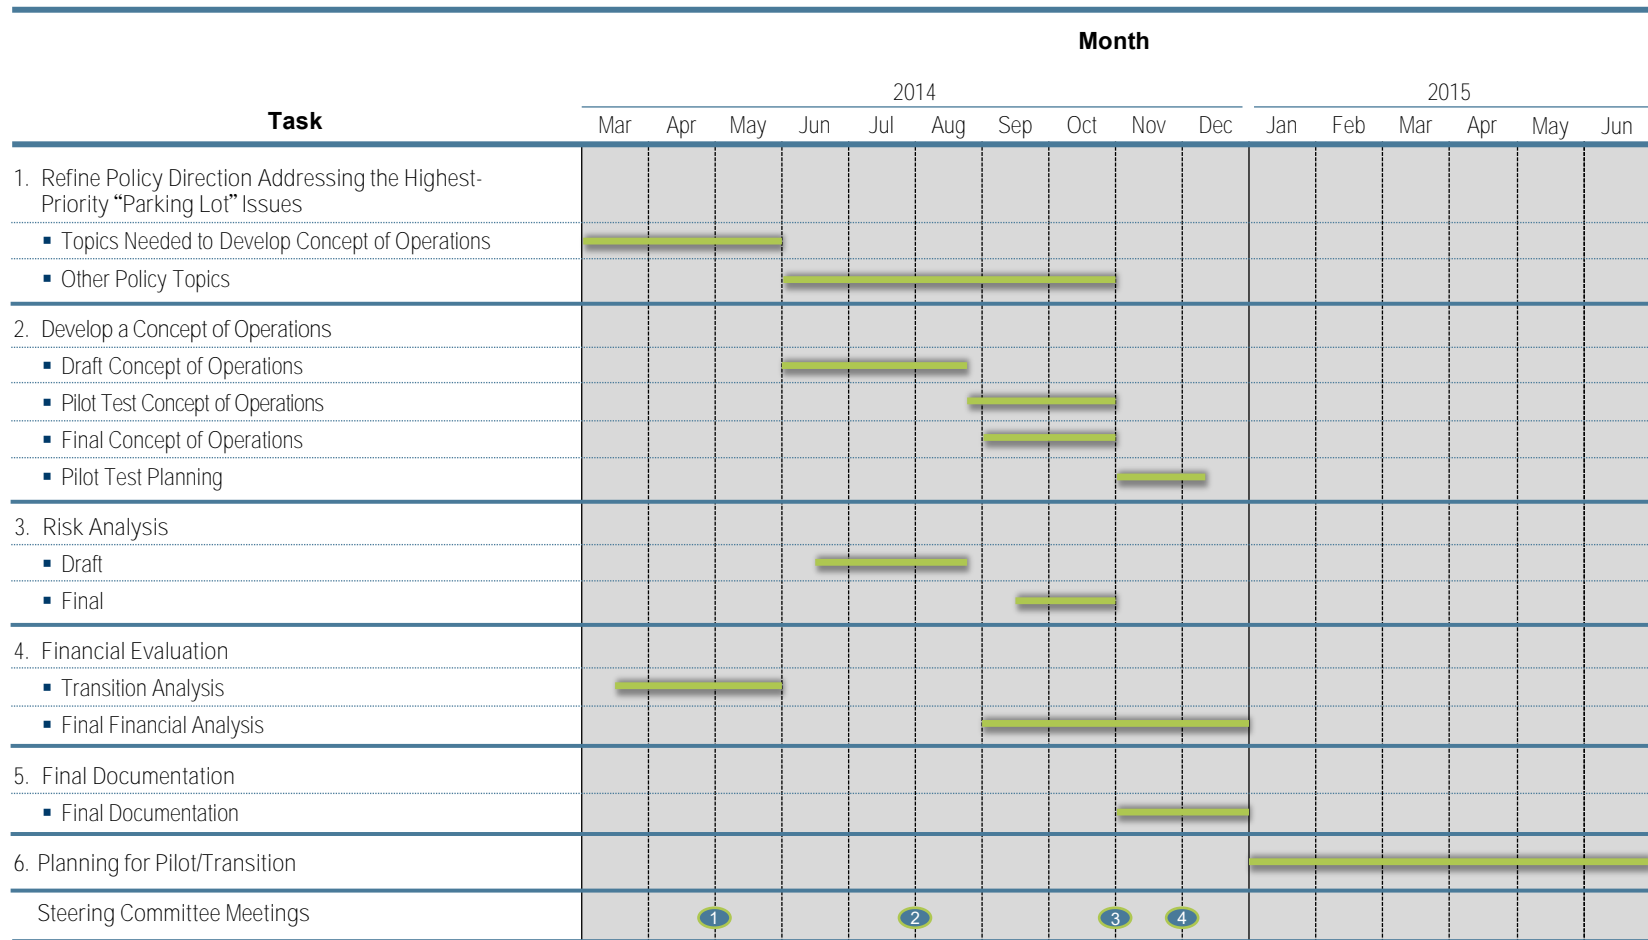 Month
2014 2015
Task
Mar Apr May Jun Jul Aug Sep Oct Nov Dec Jan Feb Mar Apr May Jun
1. Refine Policy Direction Addressing the Highest-
Priority “Parking Lot” Issues
▪ Topics Needed to Develop Concept of Operations
▪ Other Policy Topics
2. Develop a Concept of Operations
▪ Draft Concept of Operations
▪ Pilot Test Concept of Operations
▪ Final Concept of Operations
▪ Pilot Test Planning
3. Risk Analysis
▪ Draft
▪ Final
4. Financial Evaluation
▪ Transition Analysis
▪ Final Financial Analysis
5. Final Documentation
▪ Final Documentation
6. Planning for Pilot/Transition
Steering Committee Meetings 1 2 3 4